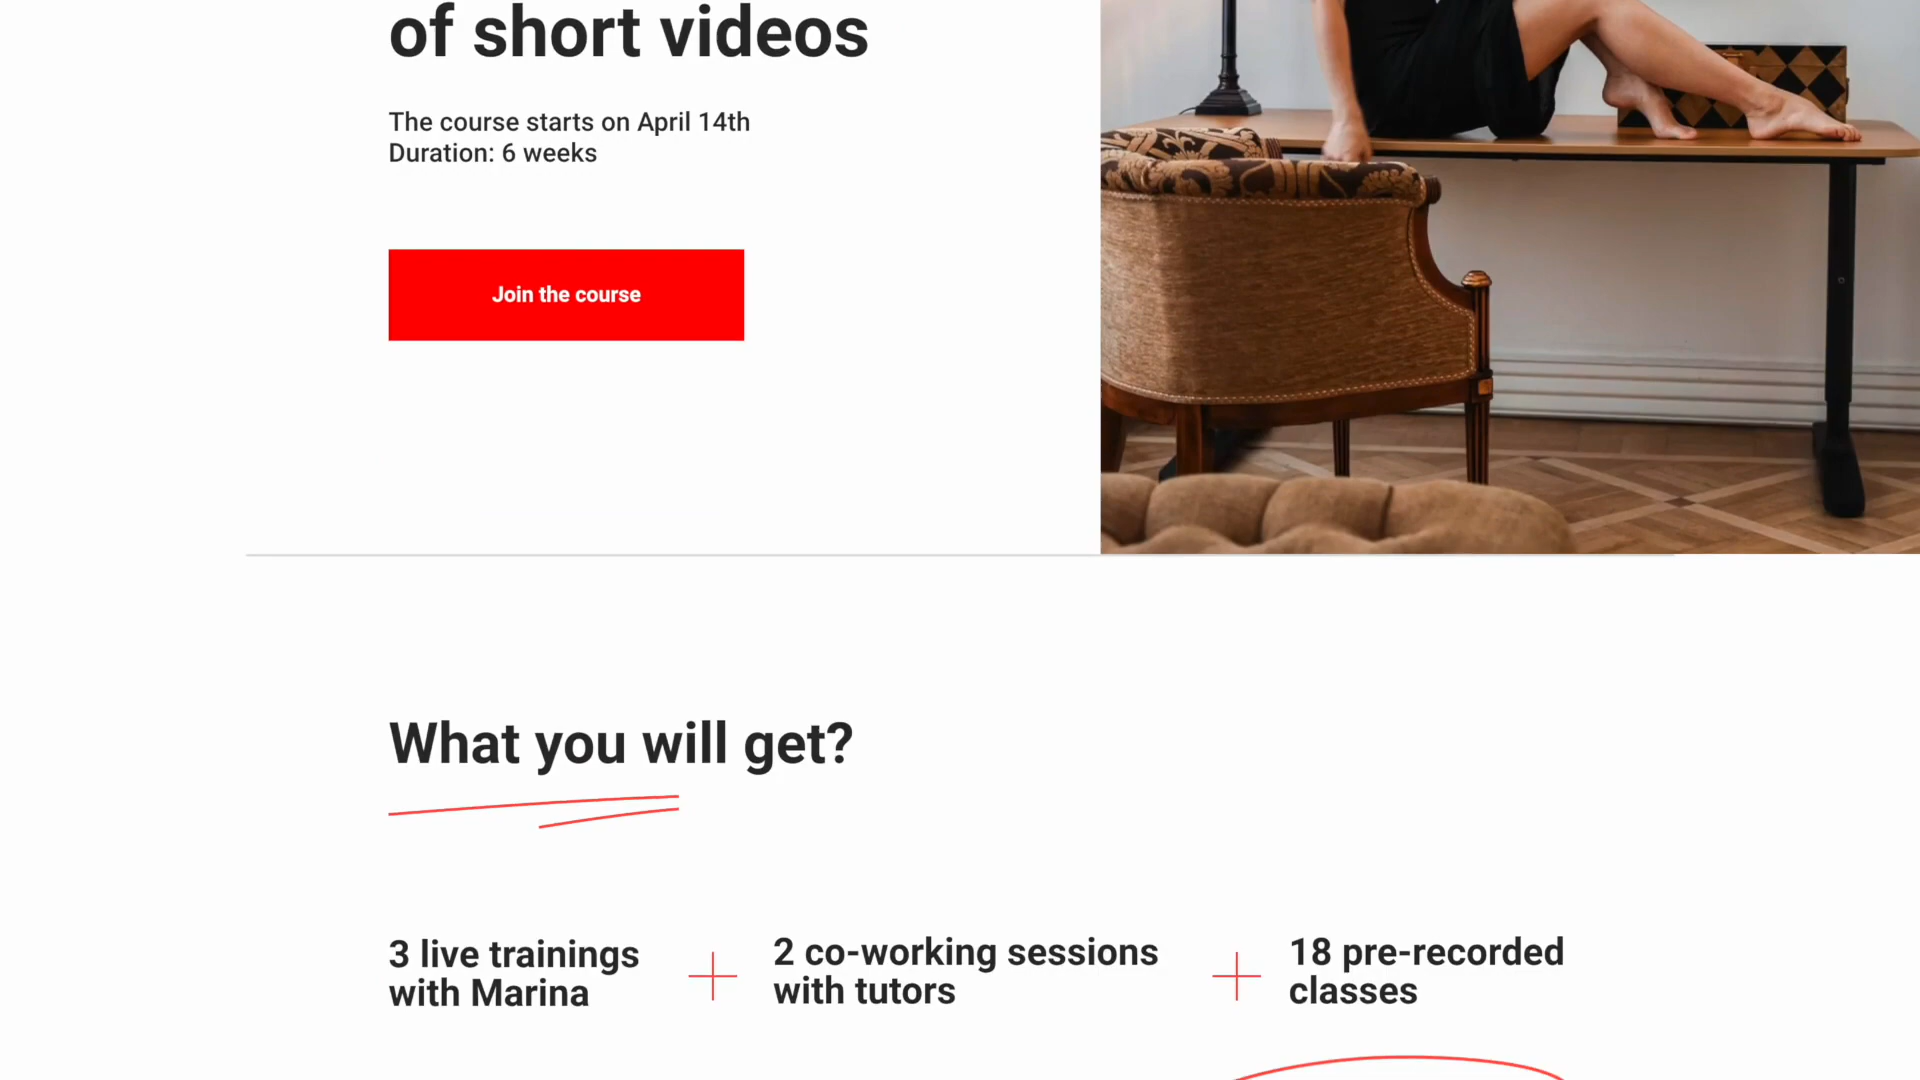 of short videos
The course starts on April 14th
Duration: 6 weeks
Join the course
What you will get?
3 live trainings
with Marina
2 co-working sessions
with tutors
18 pre-recorded
classes